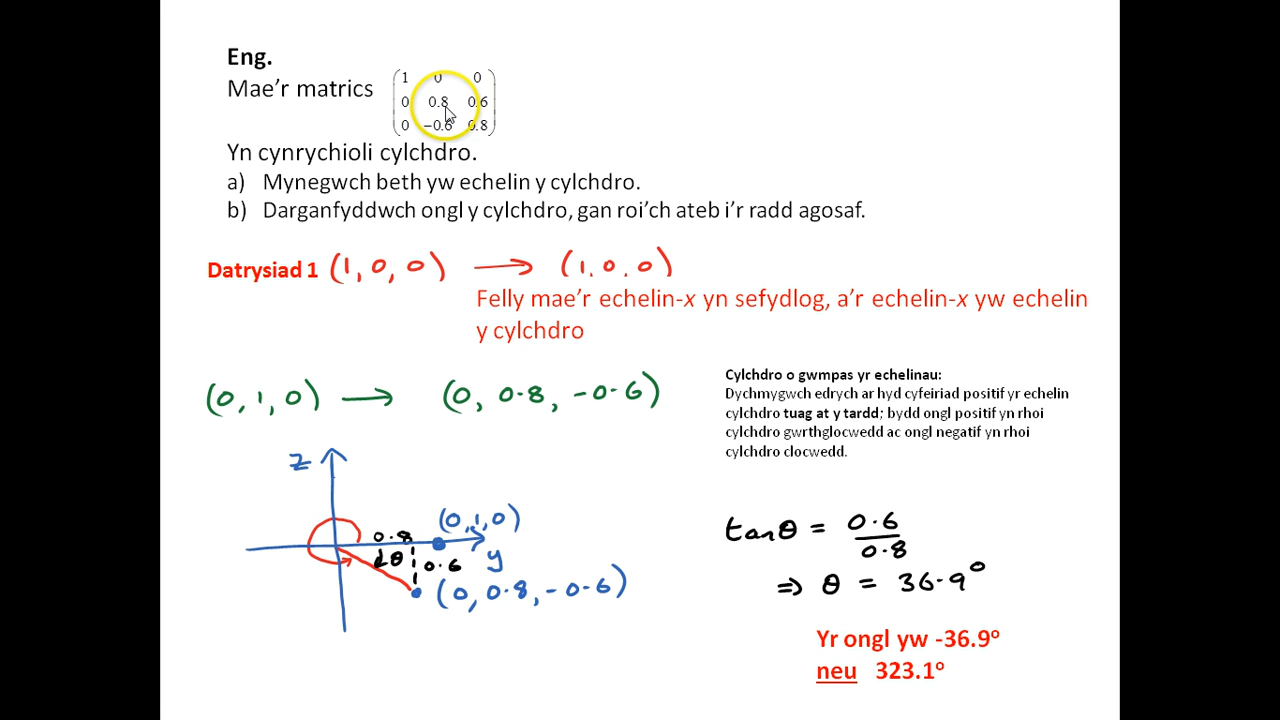 Eng.
Mae'r matrics
1 0 0
0 0.8 0.6
0 −0.6 0.8
Yn cynrychioli cylchdro.
a) Mynegwch beth yw echelin y cylchdro.
b) Darganfyddwch ongl y cylchdro, gan roi'ch ateb i'r radd agosaf.
Datrysiad 1 (1, 0, 0) → (1, 0, 0)
Felly mae'r echelin-x yn sefydlog, a'r echelin-x yw echelin
y cylchdro
(0, 1, 0) → (0, 0.8, -0.6)
Cylchdro o gwmpas yr echelinau:
Dychmygwch edrych ar hyd cyfeiriad positif yr echelin
cylchdro tuag at y tardd; bydd ongl positif yn rhoi
cylchdro gwrthglocwedd ac ongl negatif yn rhoi
cylchdro clocwedd.
z
(0, 1, 0)
0.8
y
θ
0.6
(0, 0.8, -0.6)
tanθ = 0.6
0.8
⇒ θ = 36.9°
Yr ongl yw -36.9°
neu 323.1°